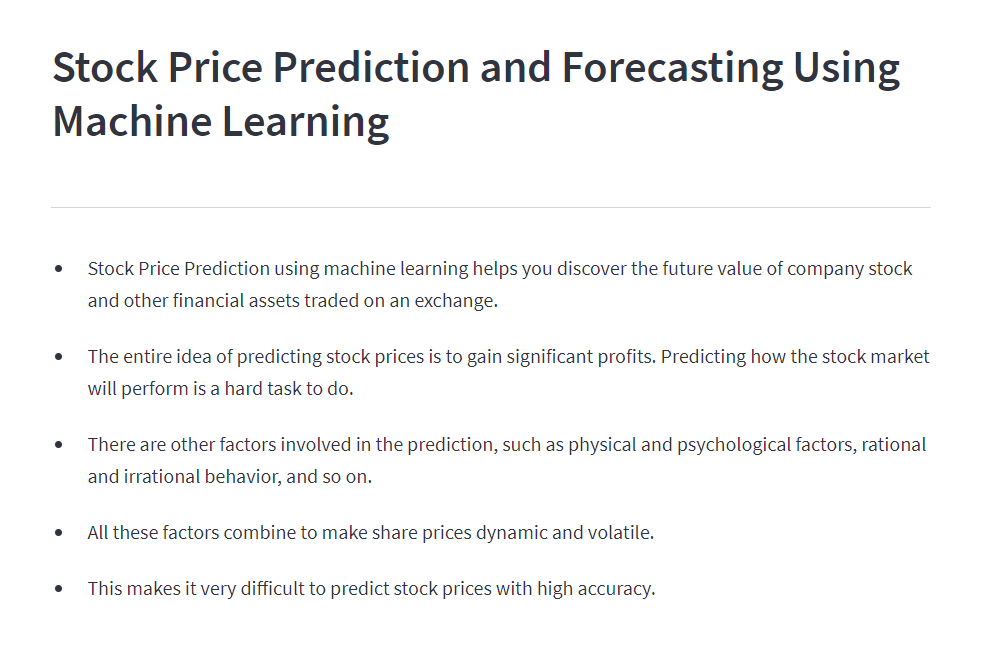 Stock Price Prediction and Forecasting Using
Machine Learning
• Stock Price Prediction using machine learning helps you discover the future value of company stock
and other financial assets traded on an exchange.
• The entire idea of predicting stock prices is to gain significant profits. Predicting how the stock market
will perform is a hard task to do.
• There are other factors involved in the prediction, such as physical and psychological factors, rational
and irrational behavior, and so on.
• All these factors combine to make share prices dynamic and volatile.
• This makes it very difficult to predict stock prices with high accuracy.